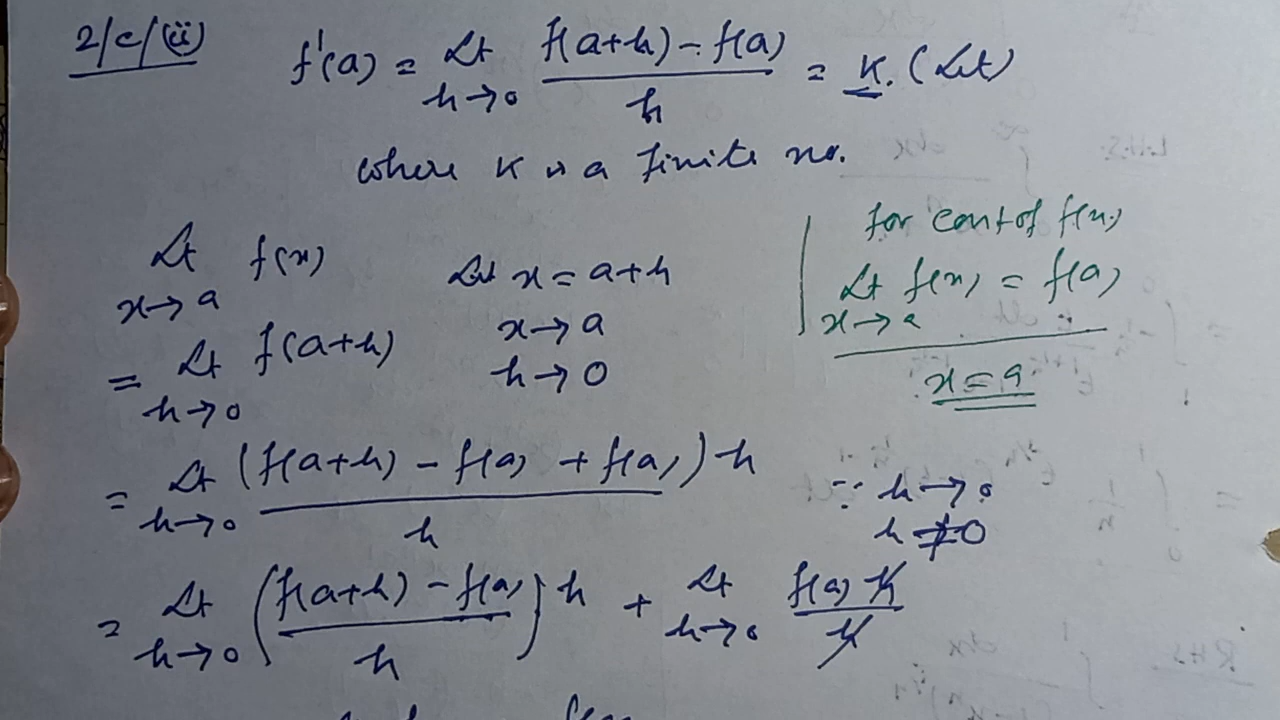 2/c/(ii)
f'(a) = Lt h→0 f(a+h) - f(a) / h = K. (Let)
where K is a finite no.
Lt x→a f(x)
Let x = a+h
x→a
h→0
for cont of f(x)
Lt x→a f(x) = f(a)
x = a
= Lt h→0 f(a+h)
= Lt h→0 (f(a+h) - f(a) + f(a)) h / h
∵ h→0
h ≠ 0
= Lt h→0 (f(a+h) - f(a) / h) h + Lt h→0 f(a) h / h